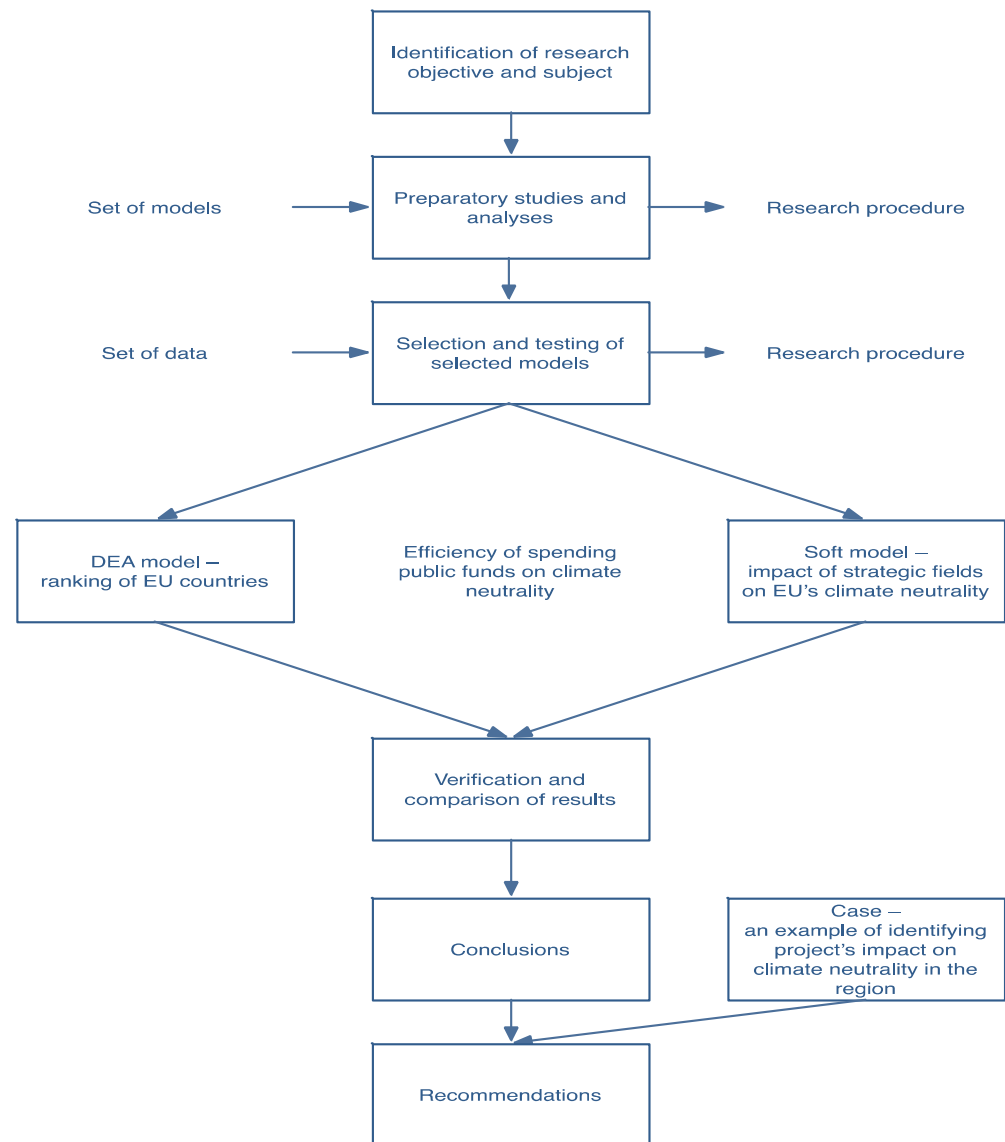 Identification of research
objective and subject
Set of models
Preparatory studies and
analyses
Research procedure
Set of data
Selection and testing of
selected models
Research procedure
DEA model –
ranking of EU countries
Efficiency of spending
public funds on climate
neutrality
Soft model –
impact of strategic fields
on EU's climate neutrality
Verification and
comparison of results
Conclusions
Case –
an example of identifying
project's impact on
climate neutrality in the
region
Recommendations